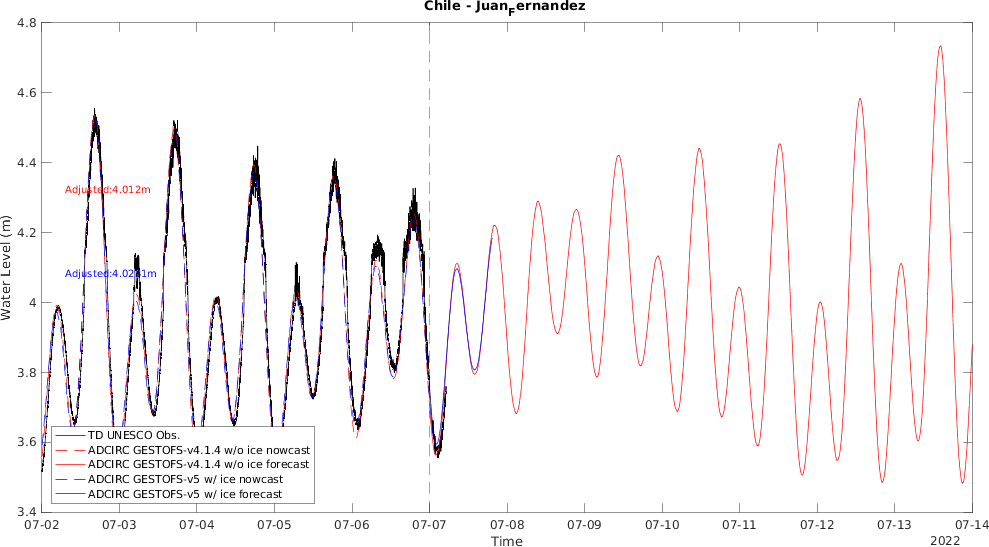 Chile - JuanFernandez
4.8
4.6
4.4
4.2
4
3.8
3.6
3.4
Water Level (m)
Adjusted:4.012m
Adjusted:4.0281m
TD UNESCO Obs.
ADCIRC GESTOFS-v4.1.4 w/o ice nowcast
ADCIRC GESTOFS-v4.1.4 w/o ice forecast
ADCIRC GESTOFS-v5 w/ ice nowcast
ADCIRC GESTOFS-v5 w/ ice forecast
07-02 07-03 07-04 07-05 07-06 07-07 07-08 07-09 07-10 07-11 07-12 07-13 07-14
Time
2022